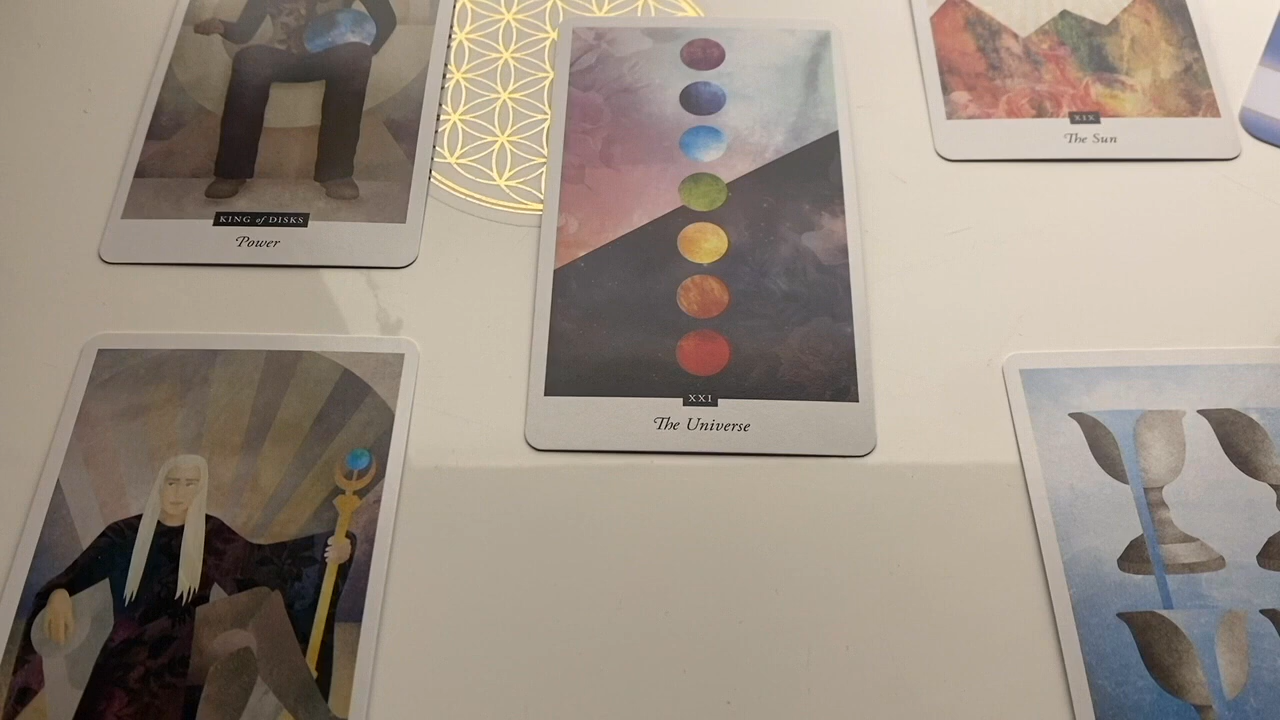 KING of DISKS
Power
XXI
The Universe
XIX
The Sun